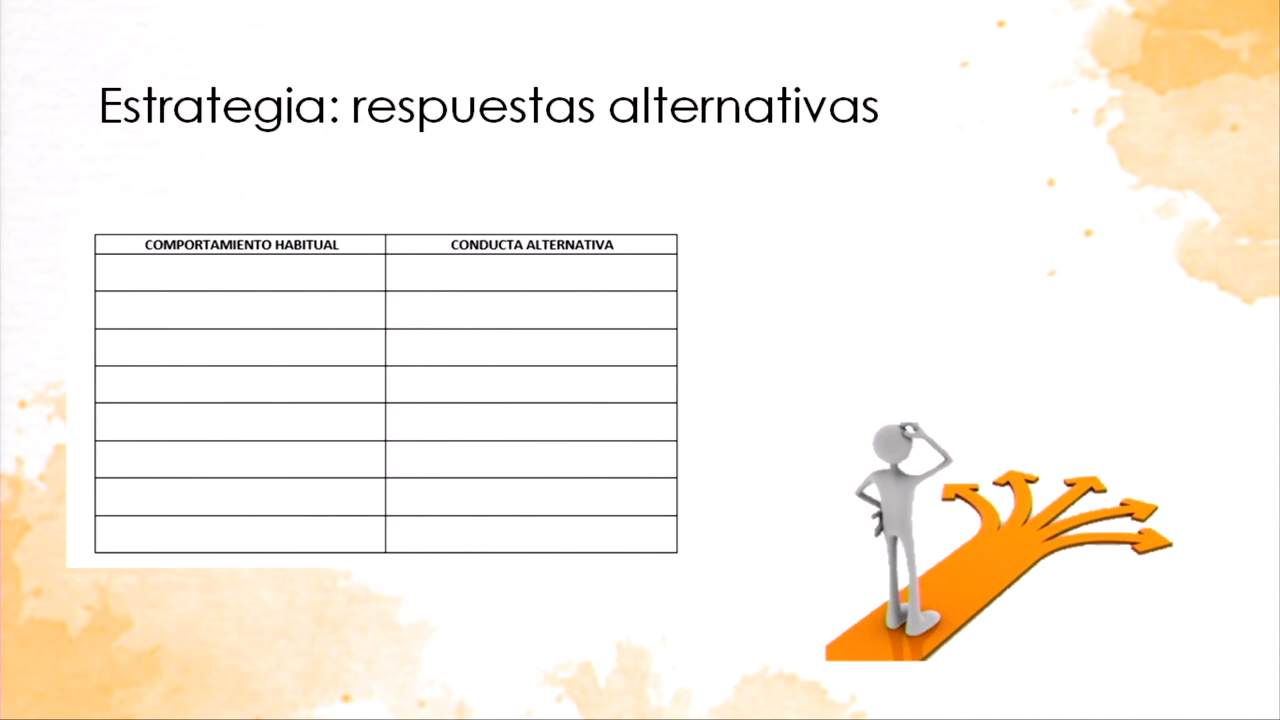 Estrategia: respuestas alternativas
COMPORTAMIENTO HABITUAL
CONDUCTA ALTERNATIVA